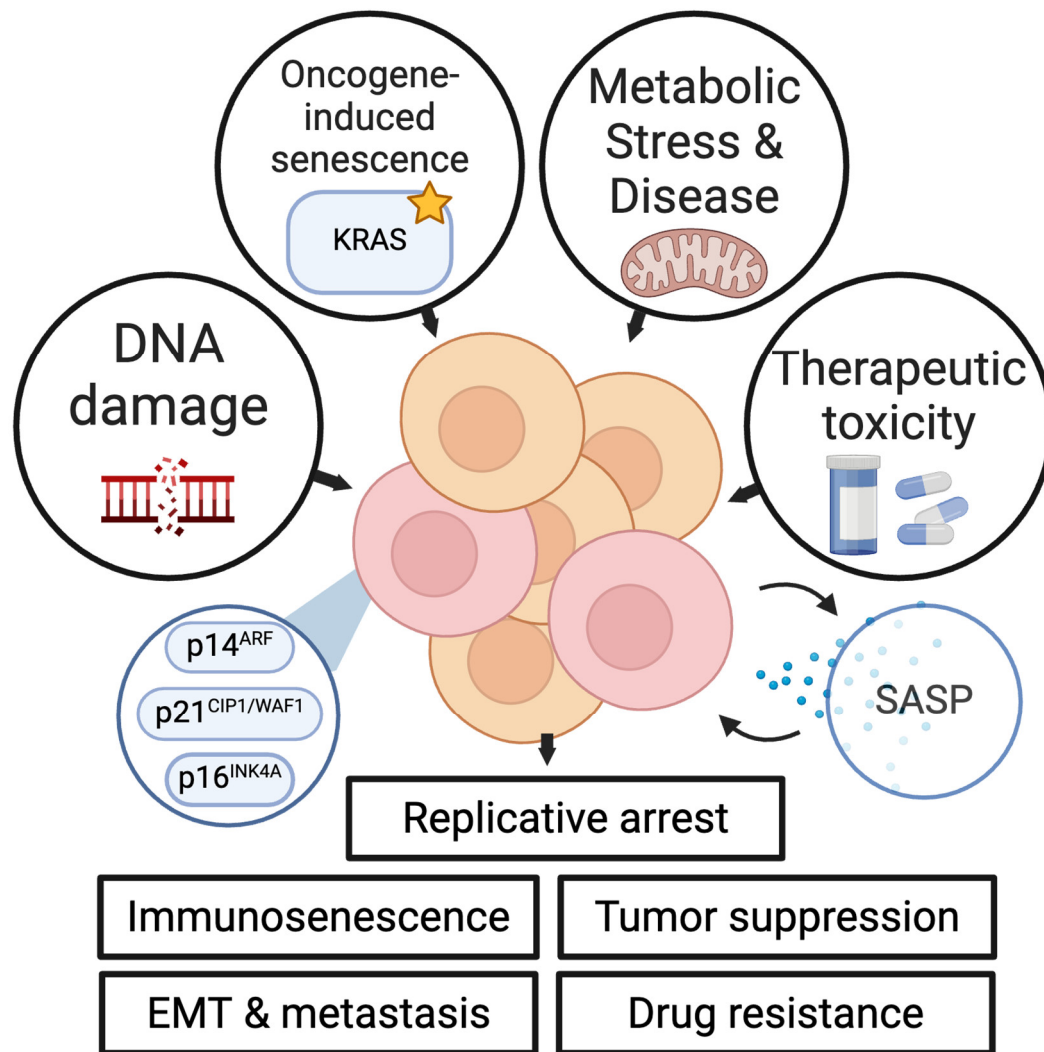 Oncogene-
induced
senescence
KRAS
Metabolic
Stress &
Disease
DNA
damage
Therapeutic
toxicity
p14ᴬᴿᶠ
p21ᶜᴵᴾ¹/ᵂᴬᶠ¹
p16ᴵᴺᴷ⁴ᴬ
SASP
Replicative arrest
Immunosenescence
Tumor suppression
EMT & metastasis
Drug resistance